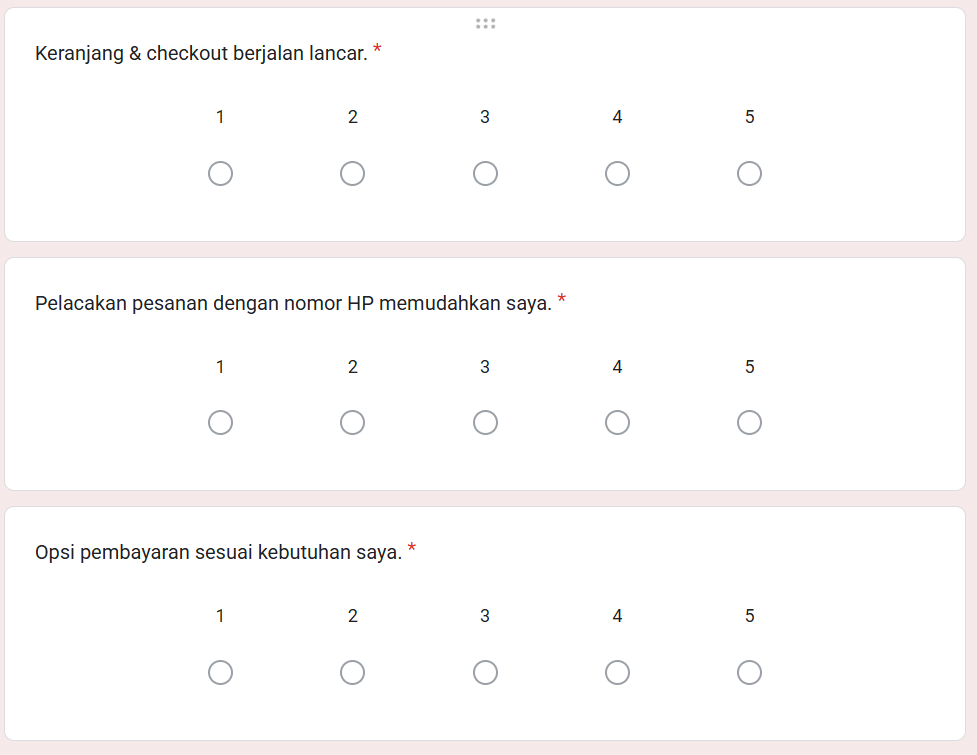 Keranjang & checkout berjalan lancar. *
1 2 3 4 5
Pelacakan pesanan dengan nomor HP memudahkan saya. *
1 2 3 4 5
Opsi pembayaran sesuai kebutuhan saya. *
1 2 3 4 5